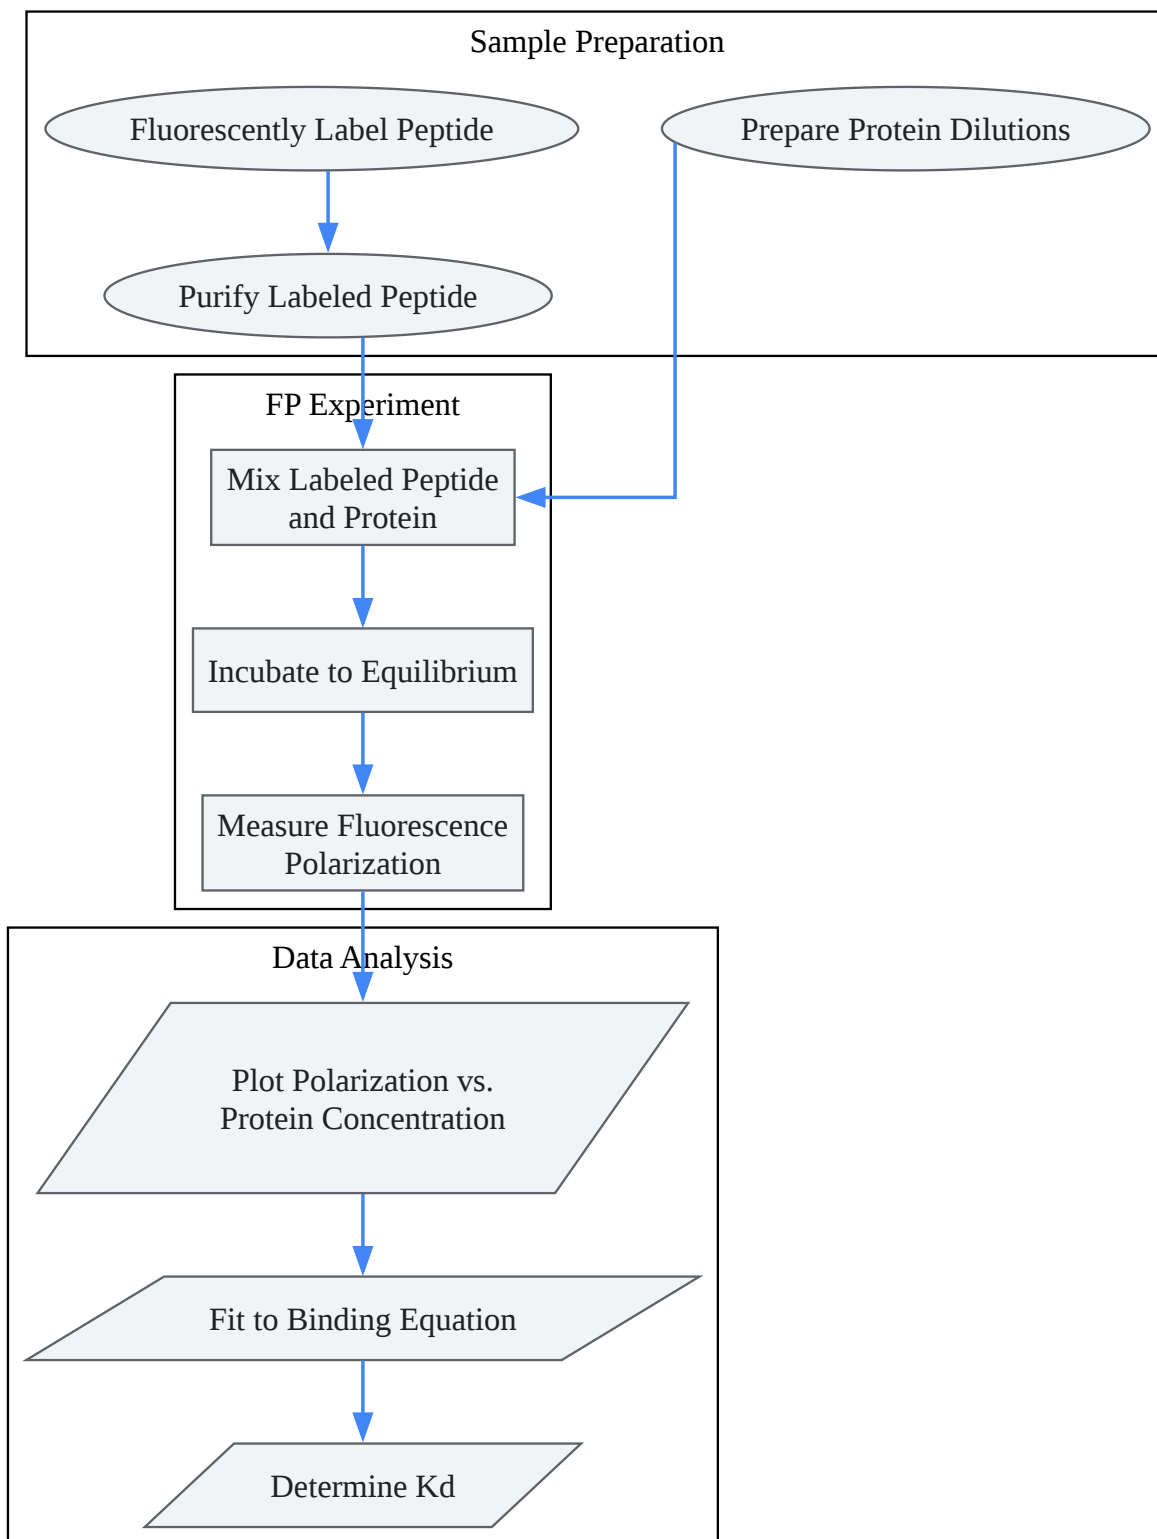 Sample Preparation
Fluorescently Label Peptide
Prepare Protein Dilutions
Purify Labeled Peptide
FP Experiment
Mix Labeled Peptide
and Protein
Incubate to Equilibrium
Measure Fluorescence
Polarization
Data Analysis
Plot Polarization vs.
Protein Concentration
Fit to Binding Equation
Determine Kd